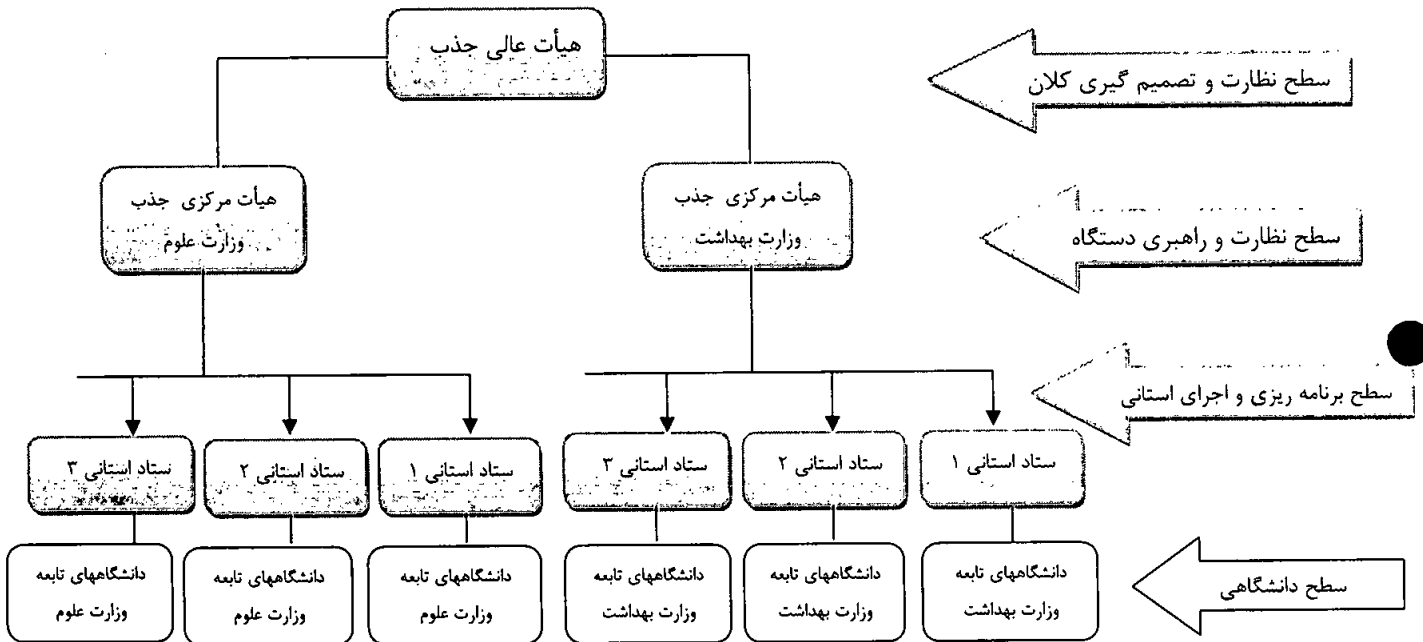 هیأت عالی جذب
سطح نظارت و تصمیم گیری کلان
هیأت مرکزی جذب
وزارت بهداشت
هیأت مرکزی جذب
وزارت علوم
سطح نظارت و راهبری دستگاه
سطح برنامه ریزی و اجرای استانی
ستاد استانی ۱
ستاد استانی ۲
ستاد استانی ۳
ستاد استانی ۱
ستاد استانی ۲
ستاد استانی ۳
سطح دانشگاهی
دانشگاههای تابعه
وزارت بهداشت
دانشگاههای تابعه
وزارت بهداشت
دانشگاههای تابعه
وزارت بهداشت
دانشگاههای تابعه
وزارت علوم
دانشگاههای تابعه
وزارت علوم
دانشگاههای تابعه
وزارت علوم